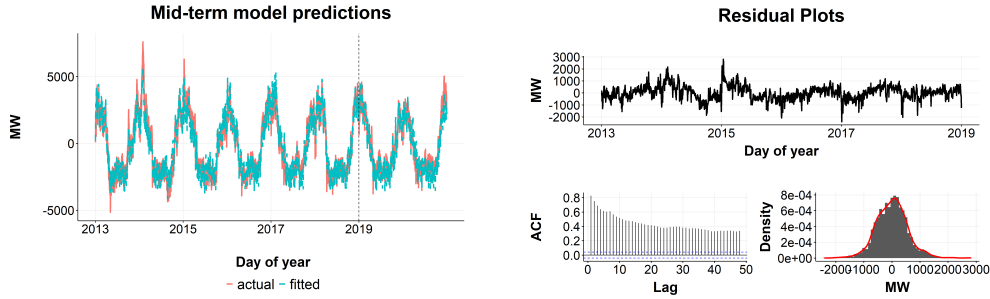 Mid-term model predictions
MW
5000
0
-5000
2013
2015
2017
2019
Day of year
actual
fitted
Residual Plots
MW
3000
2000
1000
0
-1000
-2000
2013
2015
2017
2019
Day of year
ACF
0.8
0.6
0.4
0.2
0.0
0
10
20
30
40
50
Lag
Density
8e-04
6e-04
4e-04
2e-04
0e+00
-2000
-1000
0
1000
2000
3000
MW